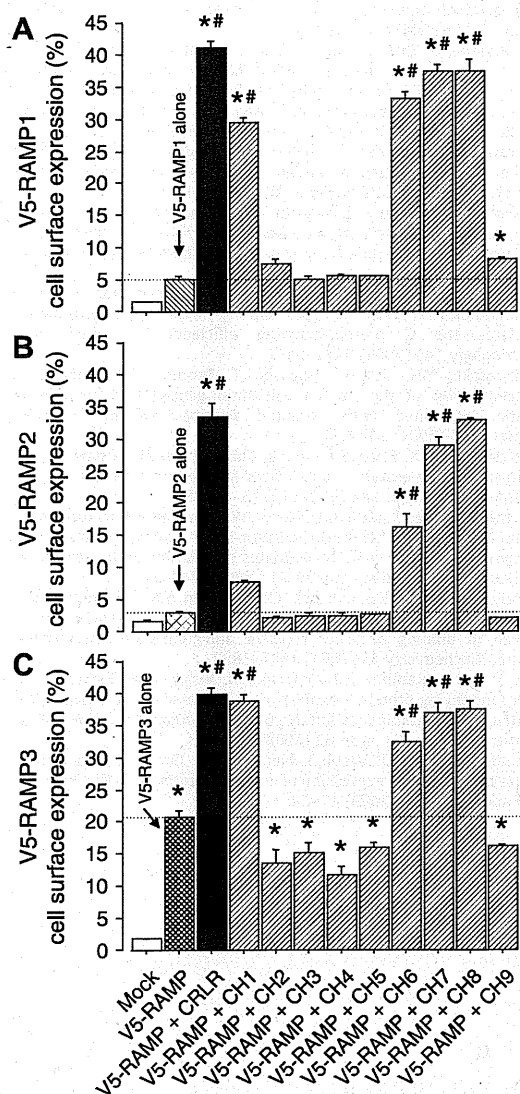 A
V5-RAMP1
cell surface expression (%)
45
40
35
30
25
20
15
10
5
0
V5-RAMP1 alone
*#
*#
*#
*#
*#
*
B
V5-RAMP2
cell surface expression (%)
45
40
35
30
25
20
15
10
5
0
V5-RAMP2 alone
*#
*#
*#
*#
C
V5-RAMP3
cell surface expression (%)
45
40
35
30
25
20
15
10
5
0
V5-RAMP3 alone
*
*#
*#
*
*
*
*
*#
*#
*#
*
Mock
V5-RAMP
V5-RAMP + CRLR
V5-RAMP + CH1
V5-RAMP + CH2
V5-RAMP + CH3
V5-RAMP + CH4
V5-RAMP + CH5
V5-RAMP + CH6
V5-RAMP + CH7
V5-RAMP + CH8
V5-RAMP + CH9